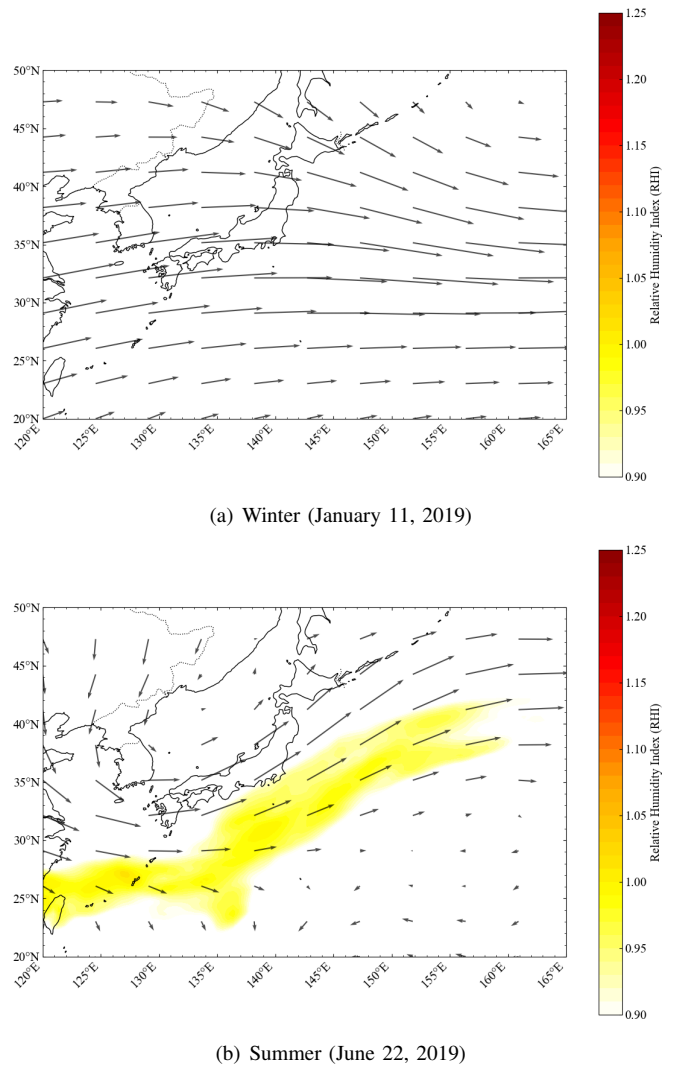 1.25
50°N
1.20
45°N
1.15
40°N
1.10
35°N
1.05
30°N
1.00
25°N
0.95
20°N
0.90
120°E 125°E 130°E 135°E 140°E 145°E 150°E 155°E 160°E 165°E
Relative Humidity Index (RHI)
(a) Winter (January 11, 2019)
1.25
50°N
1.20
45°N
1.15
40°N
1.10
35°N
1.05
30°N
1.00
25°N
0.95
20°N
0.90
120°E 125°E 130°E 135°E 140°E 145°E 150°E 155°E 160°E 165°E
Relative Humidity Index (RHI)
(b) Summer (June 22, 2019)